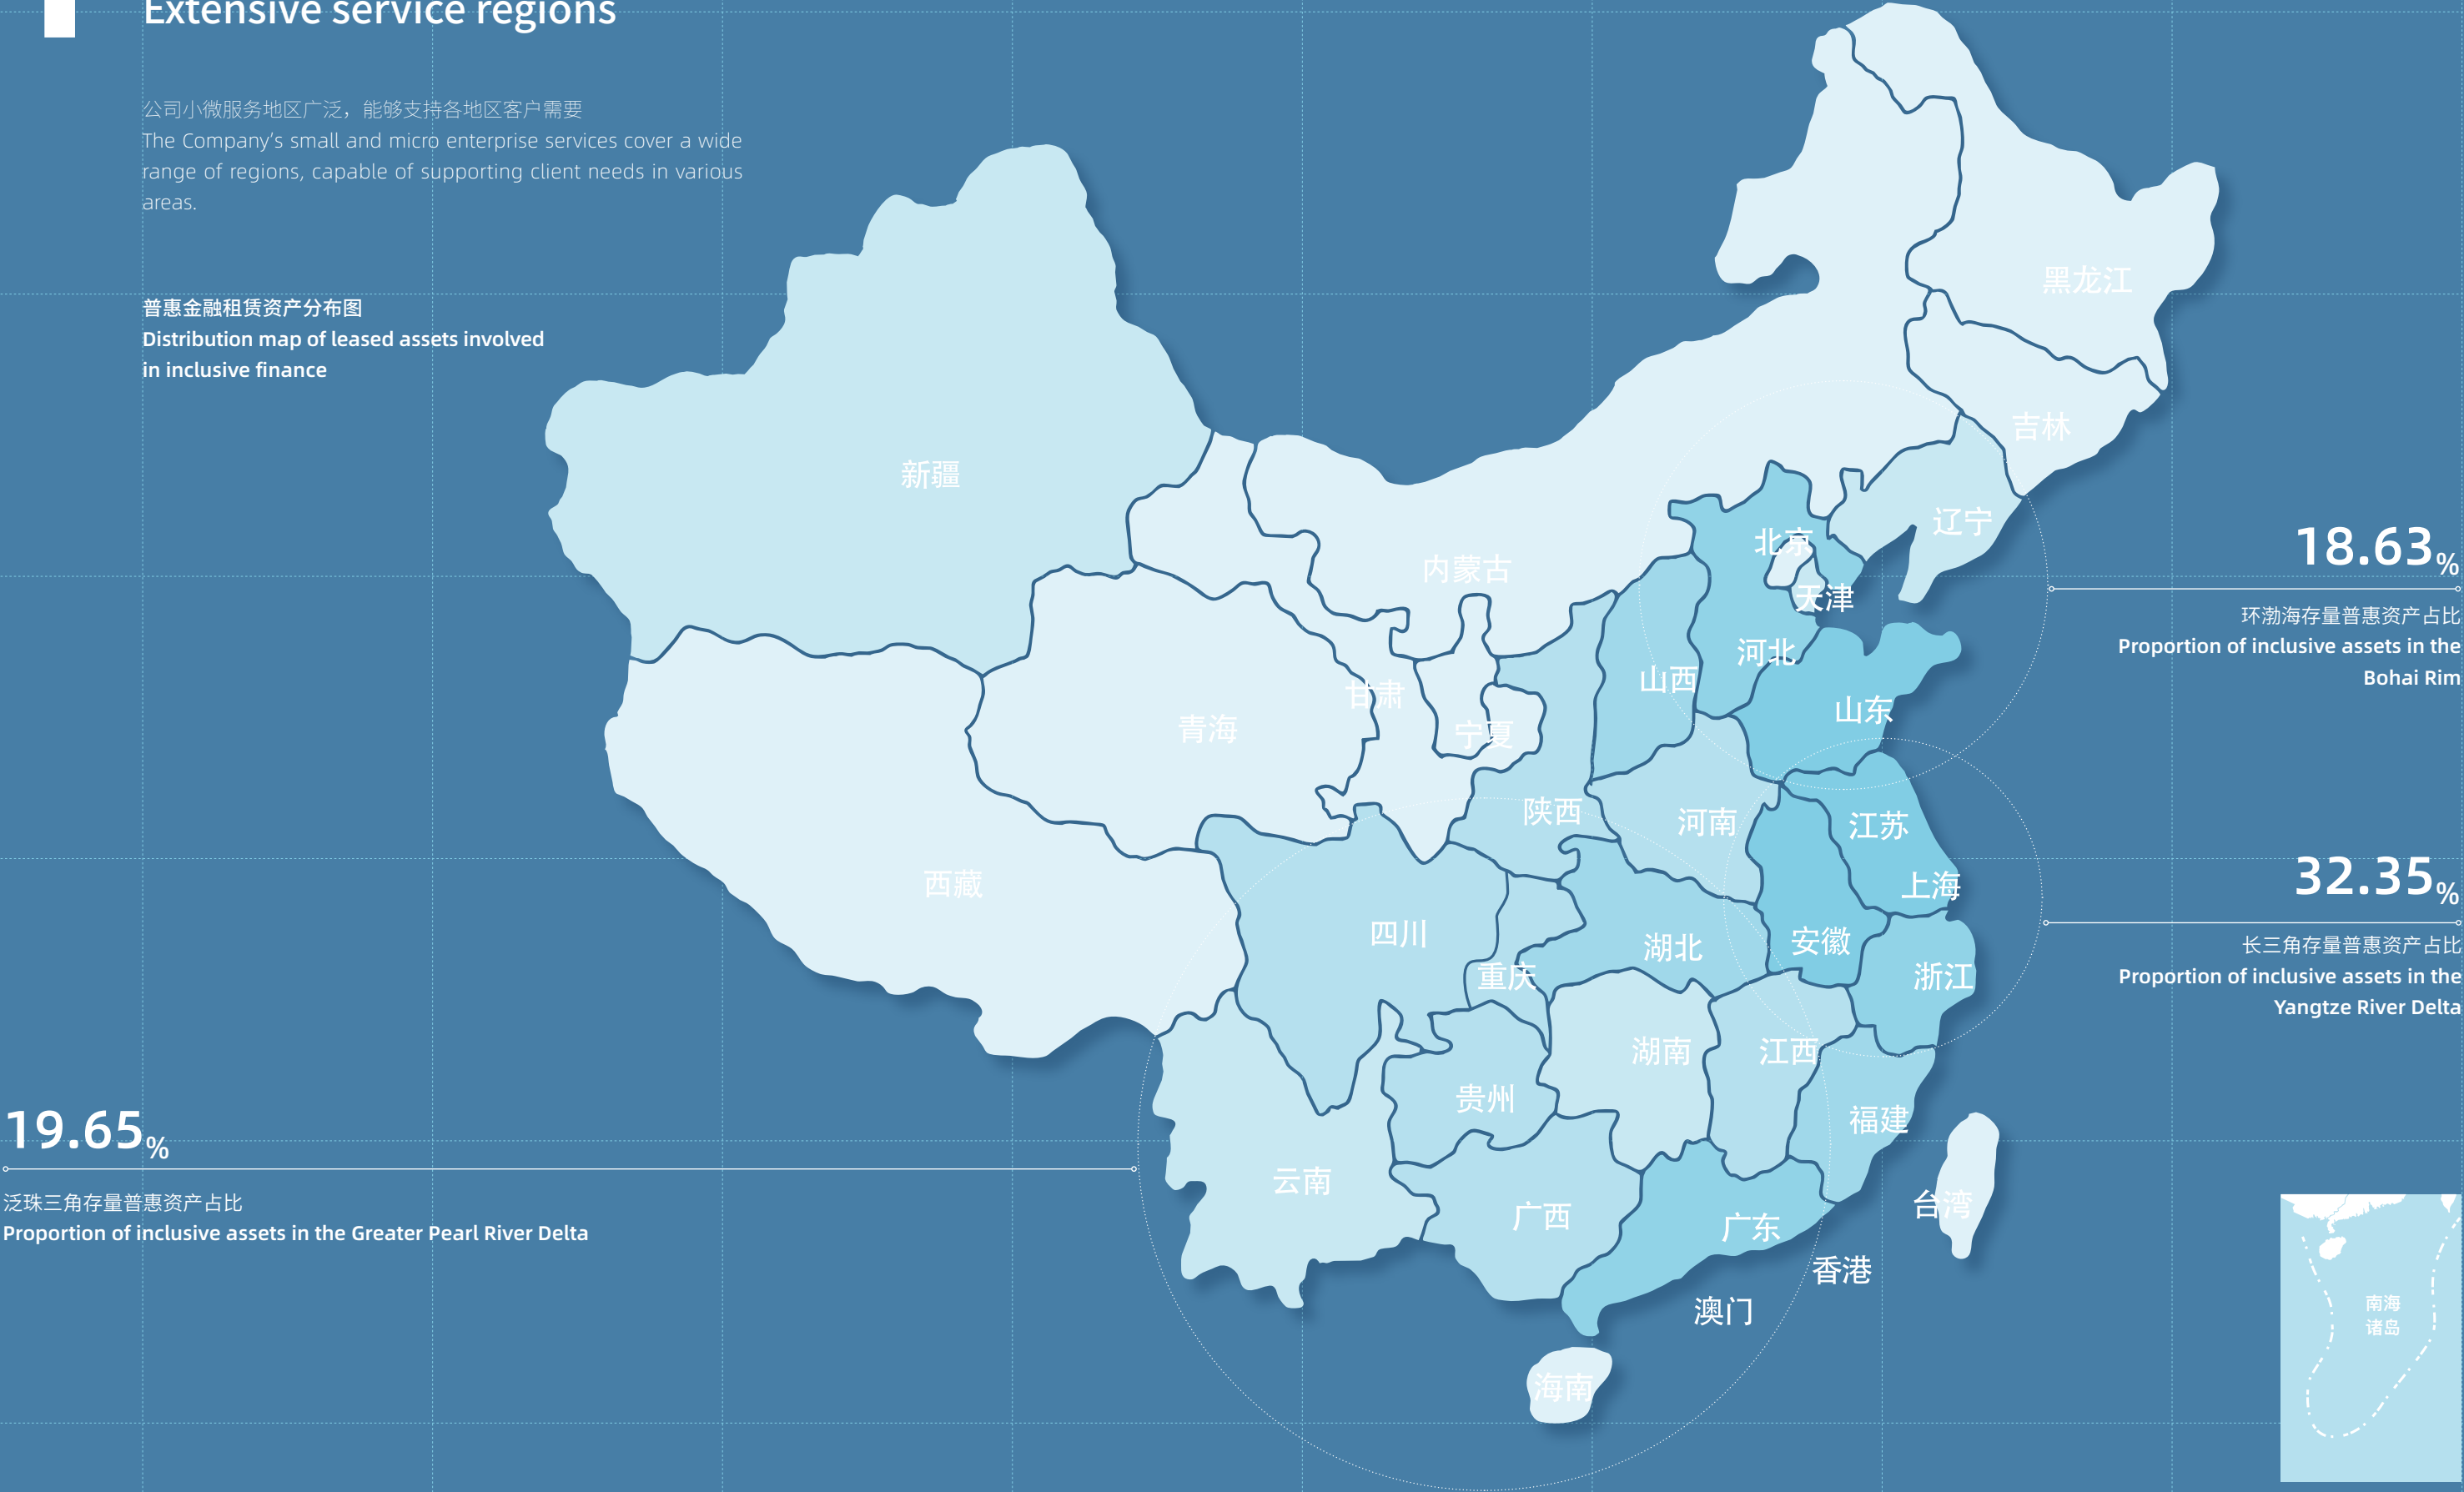 Extensive service regions
公司小微服务地区广泛，能够支持各地区客户需要
The Company’s small and micro enterprise services cover a wide
range of regions, capable of supporting client needs in various
areas.
普惠金融租赁资产分布图
Distribution map of leased assets involved
in inclusive finance
黑龙江
吉林
新疆
辽宁
北京
内蒙古
天津
河北
山西
甘肃
山东
青海
宁夏
陕西
河南
江苏
西藏
上海
四川
安徽
湖北
重庆
浙江
湖南
江西
贵州
福建
云南
台湾
广西
广东
香港
澳门
海南
18.63%
环渤海存量普惠资产占比
Proportion of inclusive assets in the
Bohai Rim
32.35%
长三角存量普惠资产占比
Proportion of inclusive assets in the
Yangtze River Delta
19.65%
泛珠三角存量普惠资产占比
Proportion of inclusive assets in the Greater Pearl River Delta
南海
诸岛